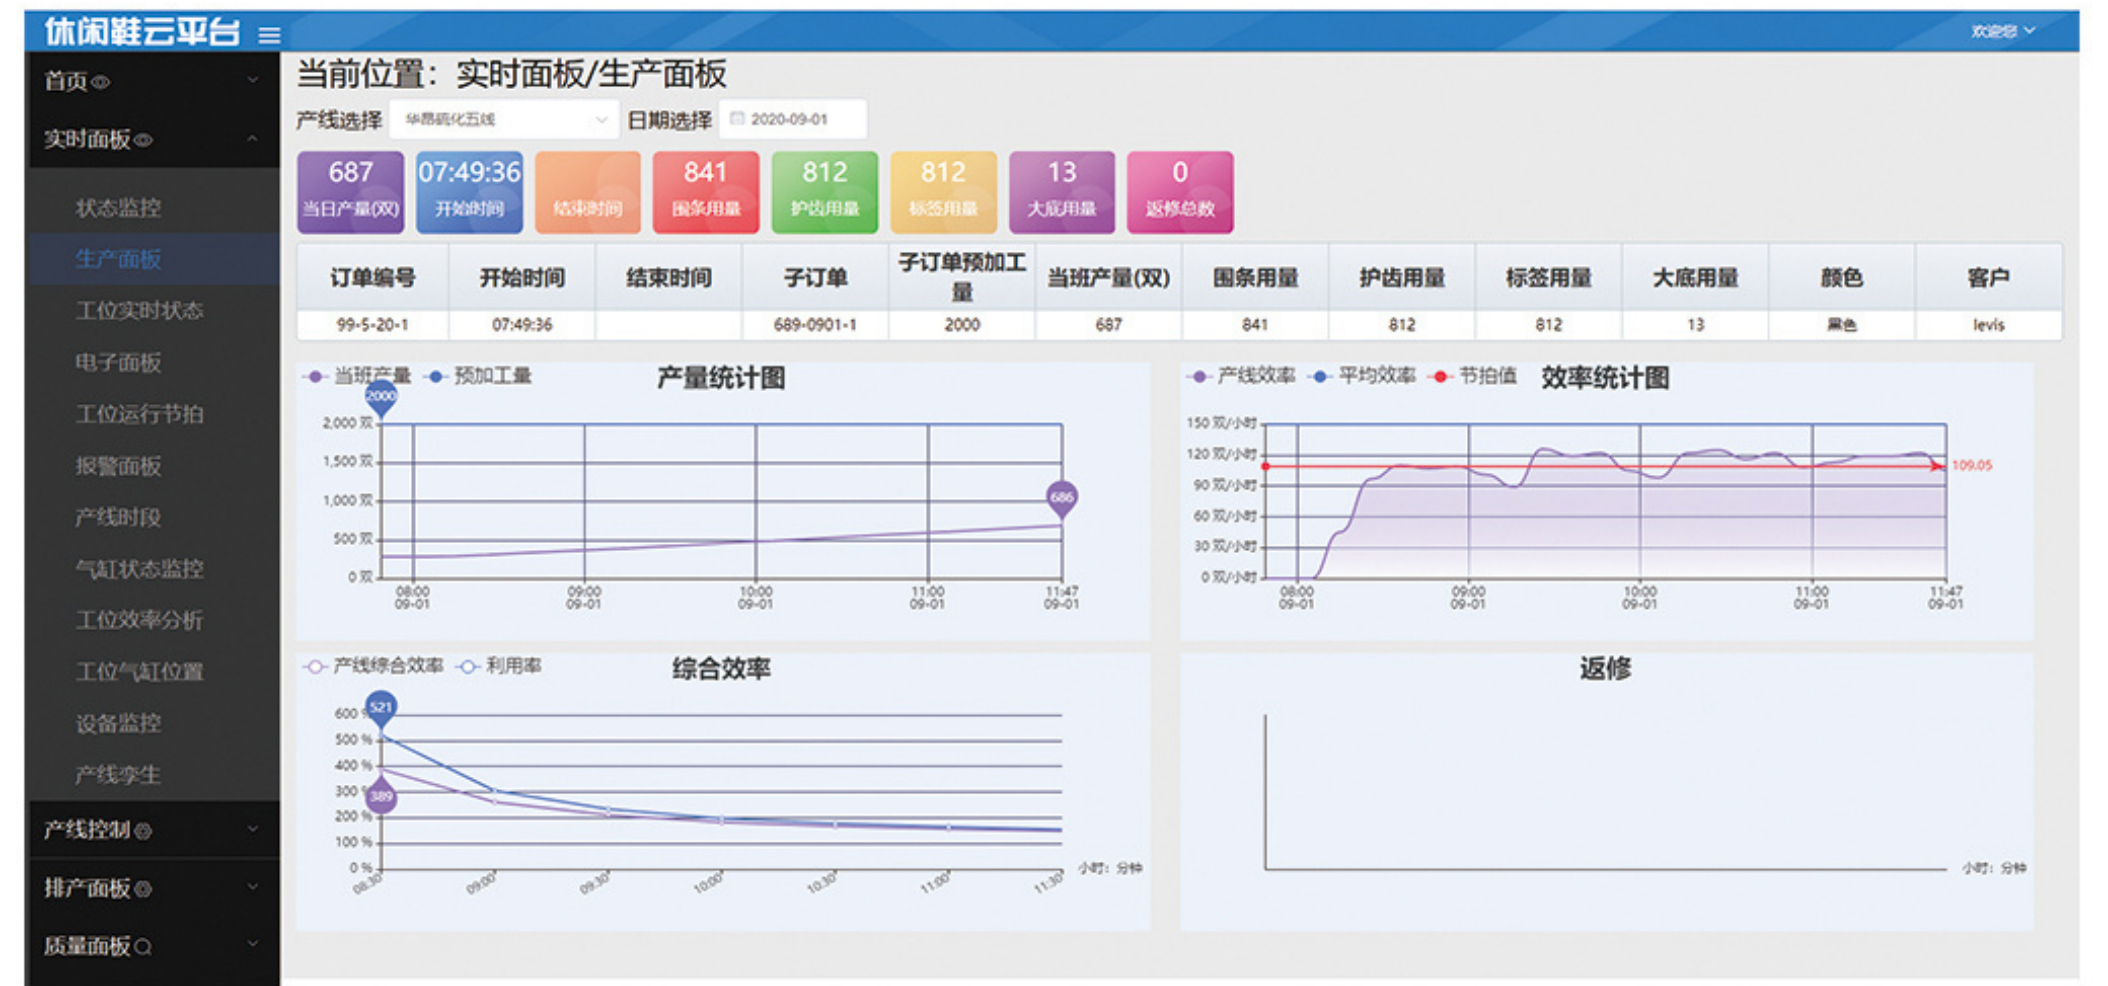 休闲鞋云平台
欢迎您
首页
实时面板
状态监控
生产面板
工位实时状态
电子面板
工位运行节拍
报警面板
产线时段
气缸状态监控
工位效率分析
工位气缸位置
设备监控
产线孪生
产线控制
排产面板
质量面板
当前位置：实时面板/生产面板
产线选择 华昂硫化五线 日期选择 2020-09-01
687 07:49:36 841 812 812 13 0
当日产量(双) 开始时间 结束时间 围条用量 护齿用量 标签用量 大底用量 返修总数
订单编号 开始时间 结束时间 子订单 子订单预加工量 当班产量(双) 围条用量 护齿用量 标签用量 大底用量 颜色 客户
99-5-20-1 07:49:36 689-0901-1 2000 687 841 812 812 13 黑色 levis
当班产量 预加工量 产量统计图
2000
2,000 双
1,500 双
1,000 双
500 双
0 双
686
08:00 09:00 10:00 11:00 11:47
09-01 09-01 09-01 09-01 09-01
产线效率 平均效率 节拍值 效率统计图
150 双/小时
120 双/小时
90 双/小时
60 双/小时
30 双/小时
0 双/小时
109.05
08:00 09:00 10:00 11:00 11:47
09-01 09-01 09-01 09-01 09-01
产线综合效率 利用率 综合效率
521
600 %
500 %
400 %
300 %
389
200 %
100 %
0 %
08:30 09:00 09:30 10:00 10:30 11:00 11:30
小时：分钟
返修
小时：分钟